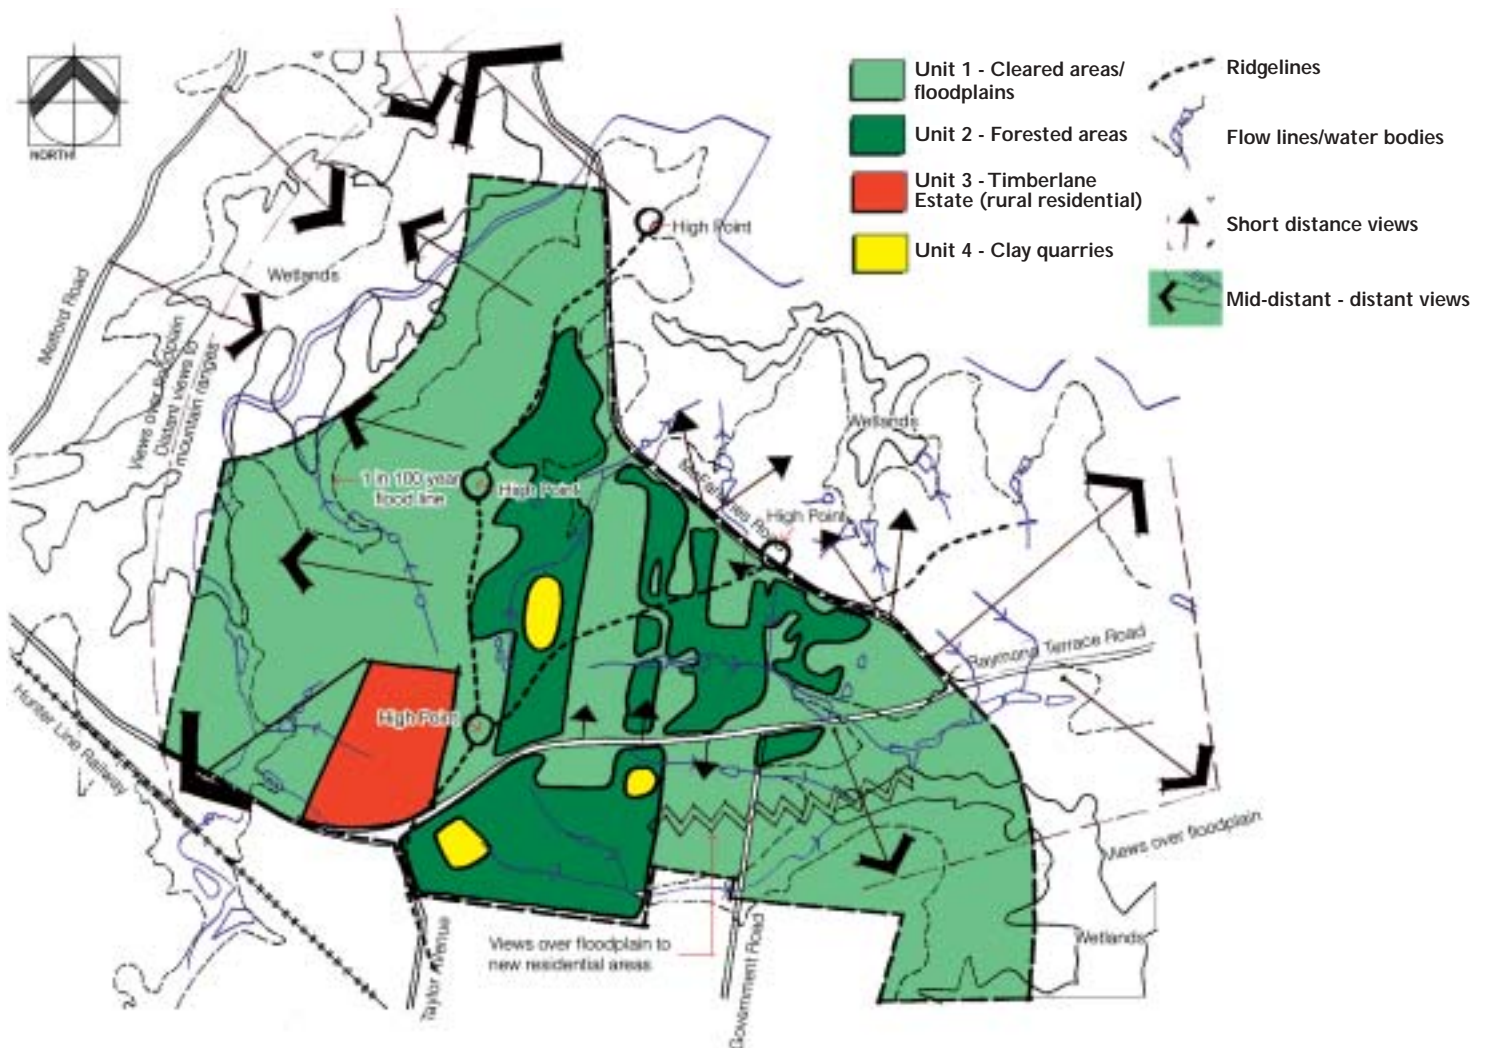 NORTH
Unit 1 - Cleared areas/
floodplains
Unit 2 - Forested areas
Unit 3 - Timberlane
Estate (rural residential)
Unit 4 - Clay quarries
Ridgelines
Flow lines/water bodies
Short distance views
Mid-distant - distant views
High Point
Wetlands
Metford Road
Views over floodplain
Distant views to
mountain ranges
Wetlands
1 in 100 year
flood line
High Point
High Point
Raymond Terrace Road
High Point
Hunter Line Railway
Views over floodplain
Wetlands
Views over floodplain to
new residential areas
Taylor Avenue
Government Road